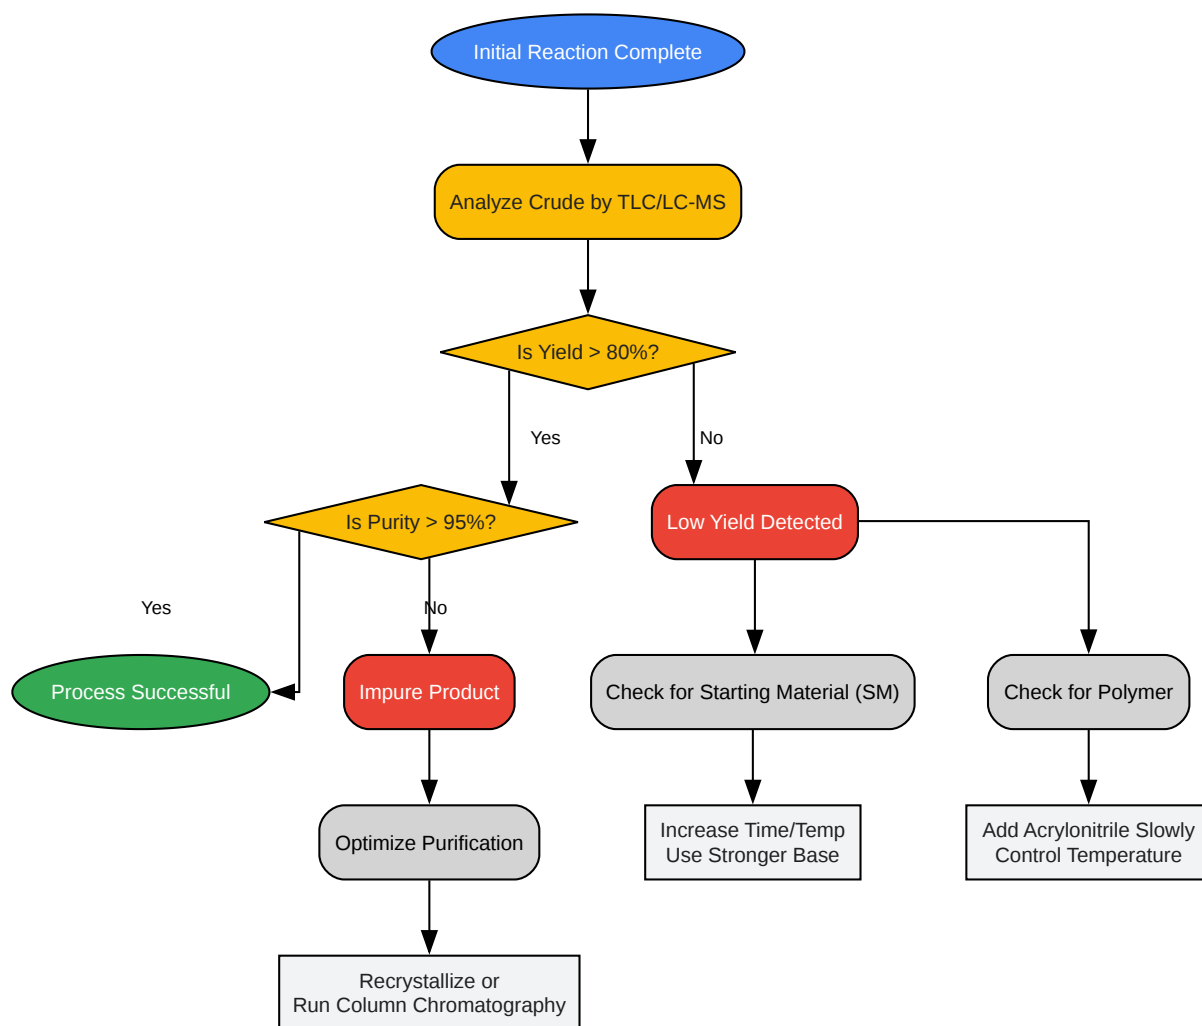 Initial Reaction Complete
Analyze Crude by TLC/LC-MS
Is Yield > 80%?
Yes
No
Is Purity > 95%?
Low Yield Detected
Yes
No
Process Successful
Impure Product
Check for Starting Material (SM)
Check for Polymer
Optimize Purification
Increase Time/Temp
Use Stronger Base
Add Acrylonitrile Slowly
Control Temperature
Recrystallize or
Run Column Chromatography